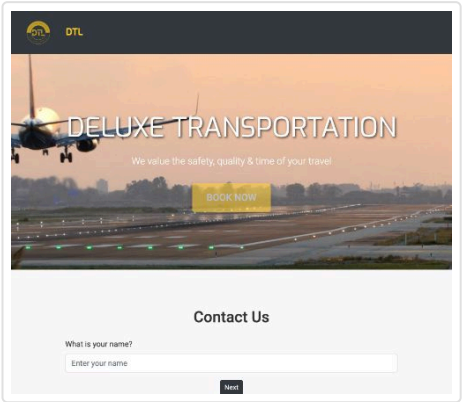 DTL DTL
DELUXE TRANSPORTATION
We value the safety, quality & time of your travel
BOOK NOW
Contact Us
What is your name?
Enter your name
Next